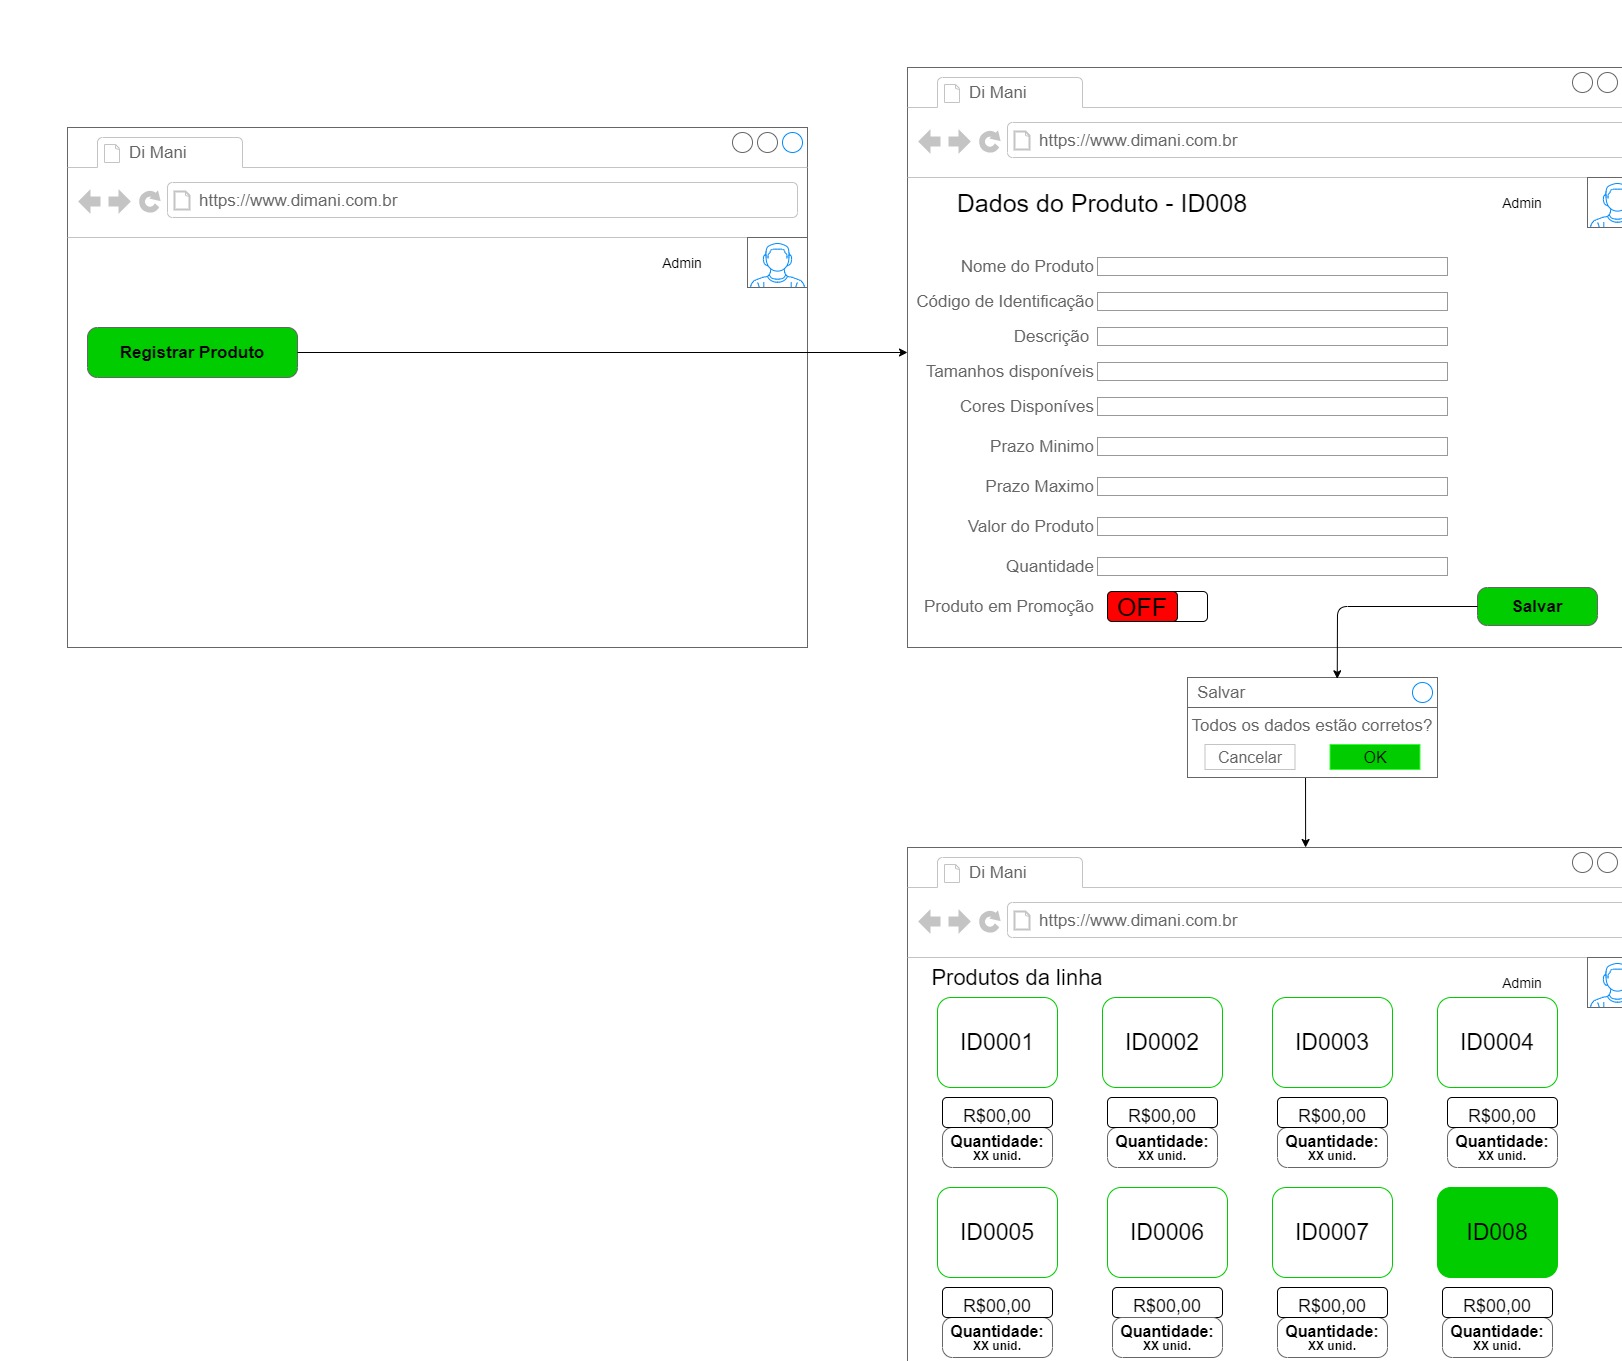 Di Mani
https://www.dimani.com.br
Admin
Registrar Produto
Di Mani
https://www.dimani.com.br
Dados do Produto - ID008
Admin
Nome do Produto
Código de Identificação
Descrição
Tamanhos disponíveis
Cores Disponíves
Prazo Minimo
Prazo Maximo
Valor do Produto
Quantidade
Produto em Promoção
OFF
Salvar
Salvar
Todos os dados estão corretos?
Cancelar
OK
Di Mani
https://www.dimani.com.br
Produtos da linha
Admin
ID0001
ID0002
ID0003
ID0004
R$00,00
R$00,00
R$00,00
R$00,00
Quantidade:
XX unid.
Quantidade:
XX unid.
Quantidade:
XX unid.
Quantidade:
XX unid.
ID0005
ID0006
ID0007
ID008
R$00,00
R$00,00
R$00,00
R$00,00
Quantidade:
XX unid.
Quantidade:
XX unid.
Quantidade:
XX unid.
Quantidade:
XX unid.